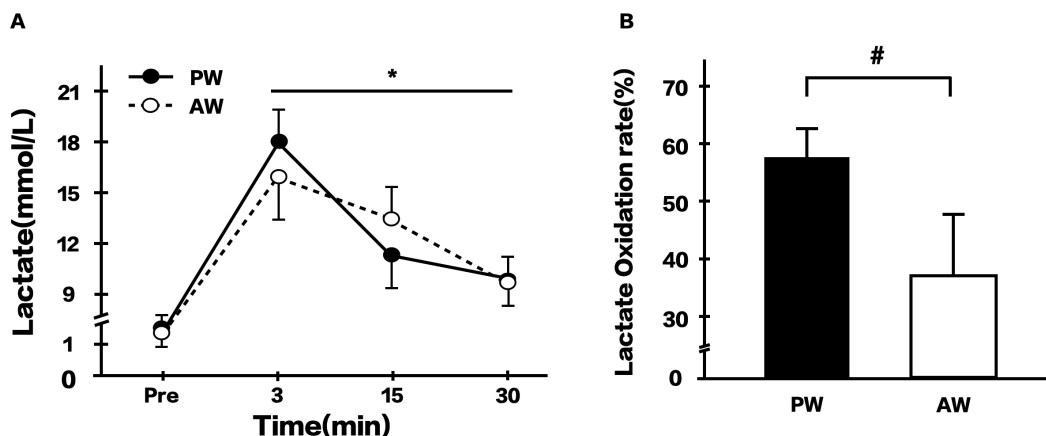 A
PW
AW
*
Lactate(mmol/L)
21
18
15
12
9
1
0
Pre 3 15 30
Time(min)
B
#
Lactate Oxidation rate(%)
70
60
50
40
30
0
PW AW